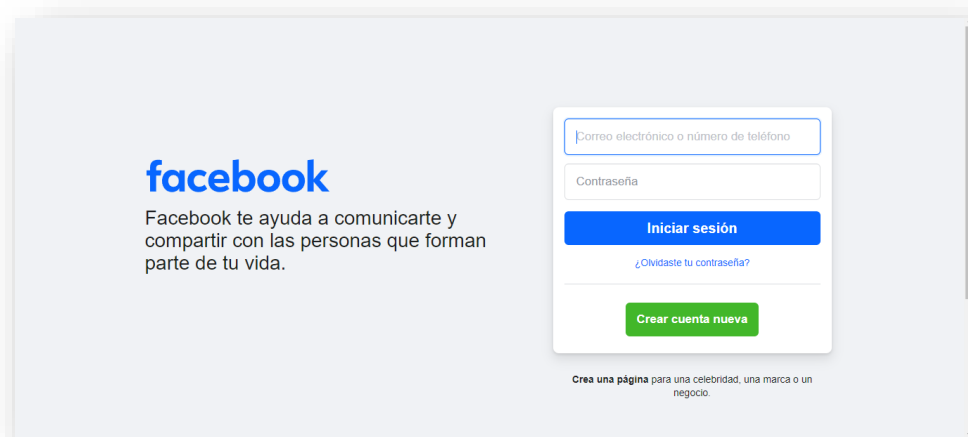 facebook
Facebook te ayuda a comunicarte y
compartir con las personas que forman
parte de tu vida.
Correo electrónico o número de teléfono
Contraseña
Iniciar sesión
¿Olvidaste tu contraseña?
Crear cuenta nueva
Crea una página para una celebridad, una marca o un
negocio.